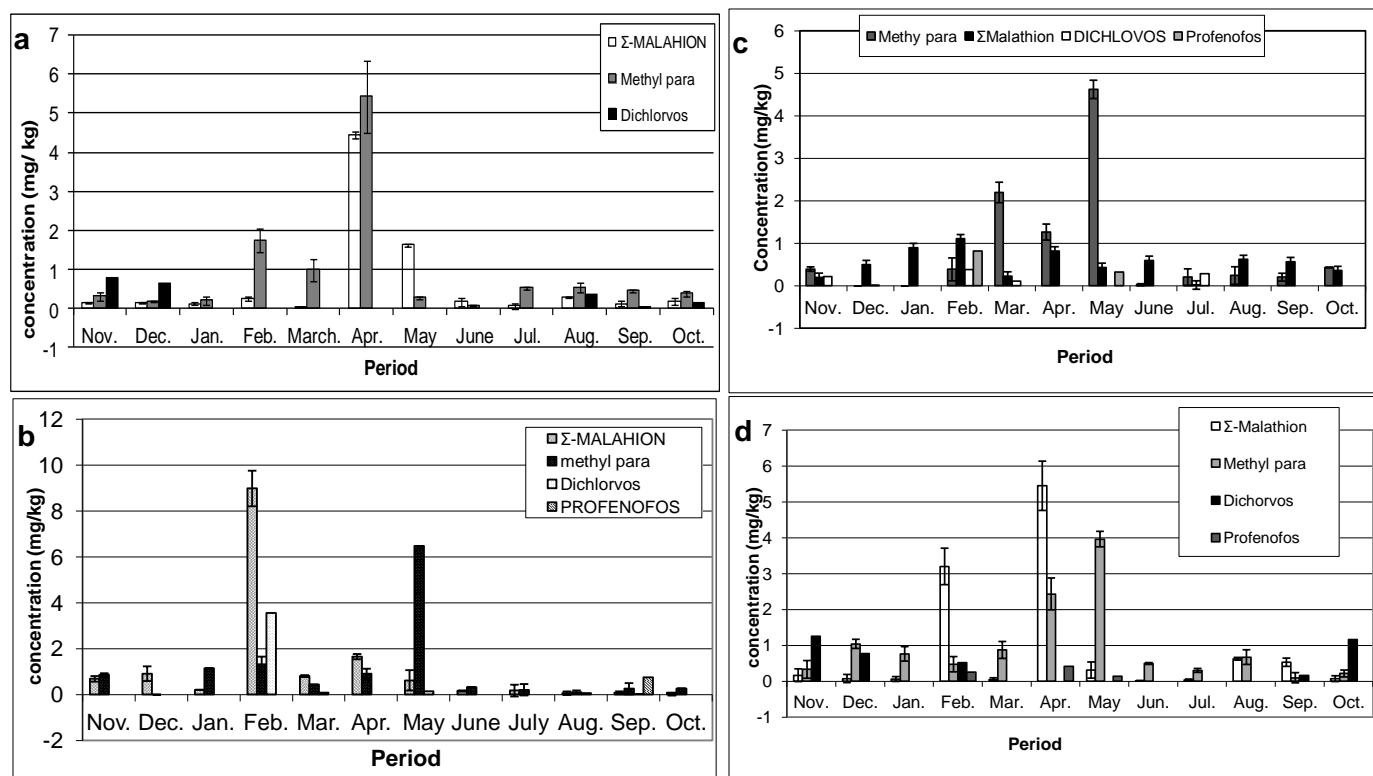 a
concentration (mg/ kg)
7
6
5
4
3
2
1
0
-1
Σ-MALAHION
Methyl para
Dichlorvos
Nov. Dec. Jan. Feb. March. Apr. May June Jul. Aug. Sep. Oct.
Period
c
Concentration(mg/kg)
6
5
4
3
2
1
0
-1
Methy para ΣMalathion DICHLOVOS Profenofos
Nov. Dec. Jan. Feb. Mar. Apr. May June Jul. Aug. Sep. Oct.
Period
b
concentration (mg/kg)
12
10
8
6
4
2
0
-2
Σ-MALAHION
methyl para
Dichlorvos
PROFENOFOS
Nov. Dec. Jan. Feb. Mar. Apr. May June July Aug. Sep. Oct.
Period
d
concentration (mg/kg)
7
6
5
4
3
2
1
0
-1
Σ-Malathion
Methyl para
Dichorvos
Profenofos
Nov. Dec. Jan. Feb. Mar. Apr. May Jun. Jul. Aug. Sep. Oct.
Period